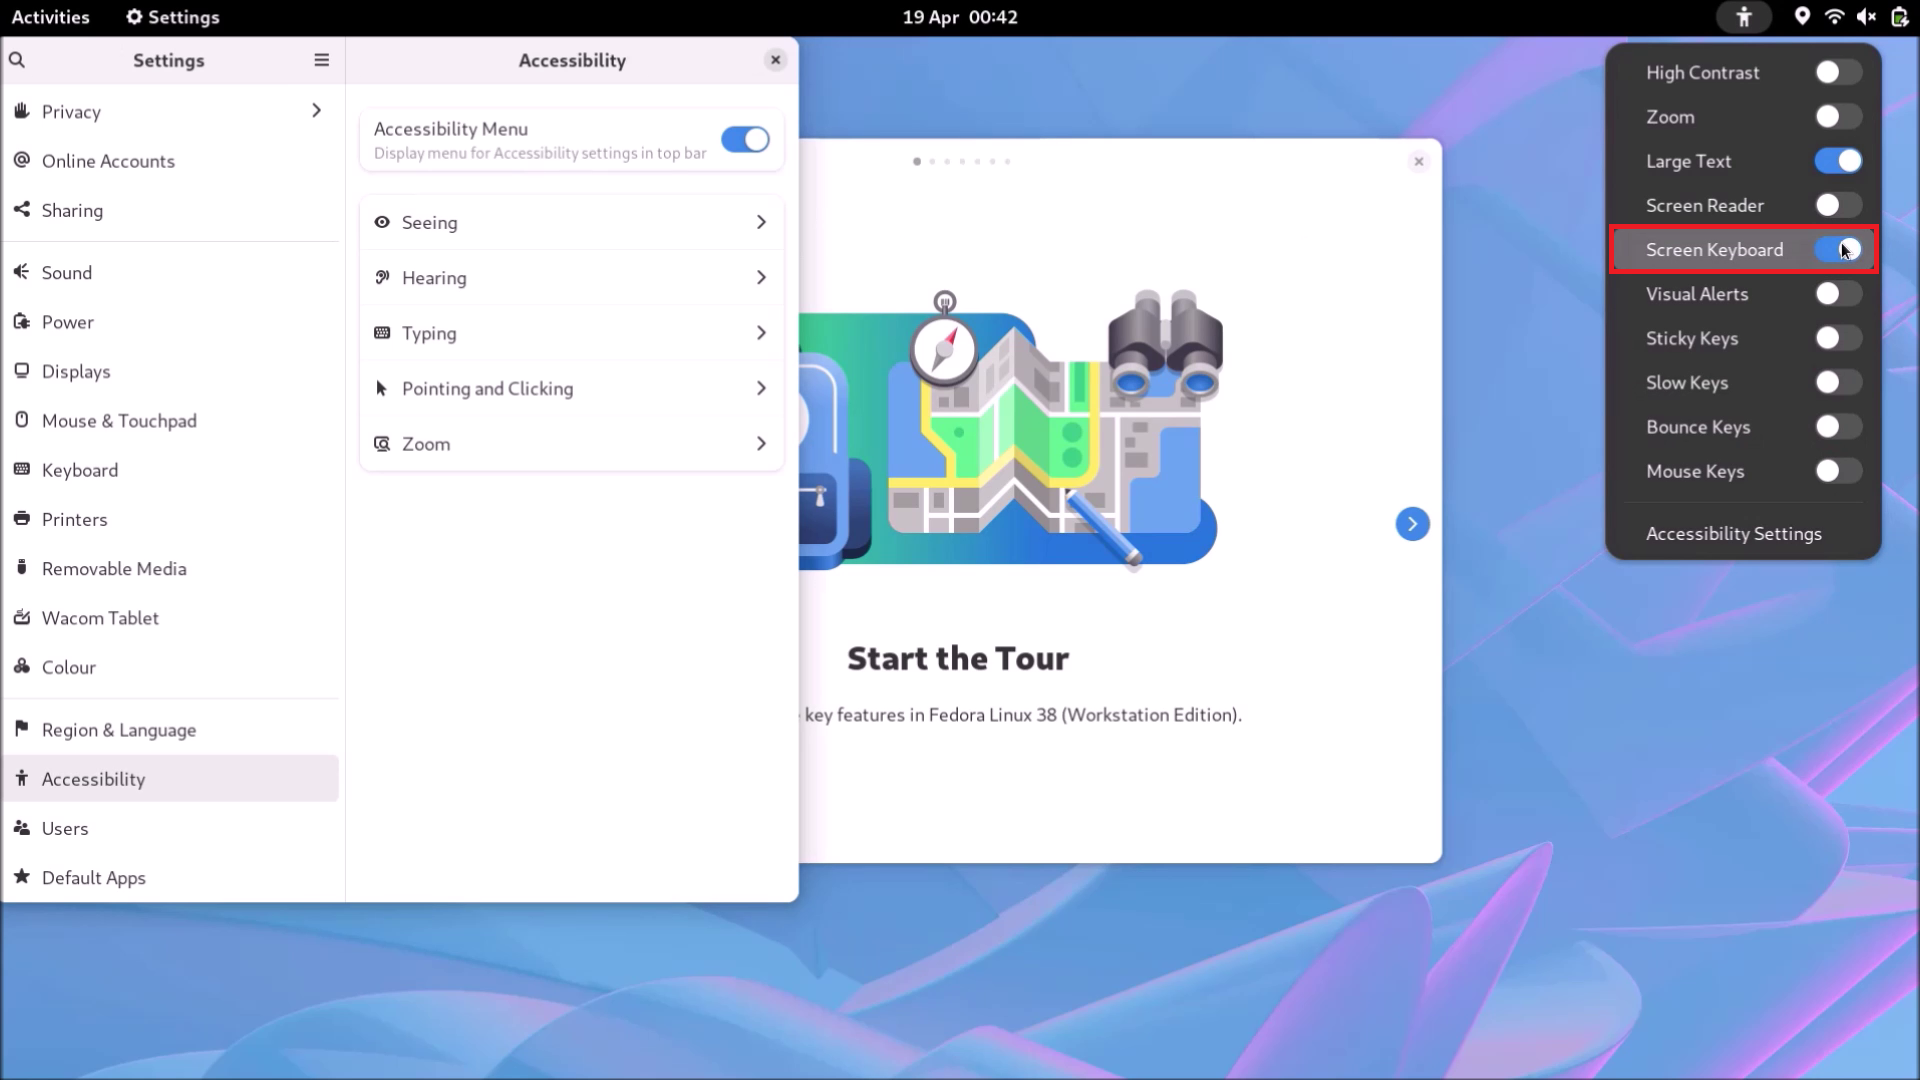 Activities
Settings
19 Apr 00:42
Settings
Accessibility
Privacy
Online Accounts
Sharing
Sound
Power
Displays
Mouse & Touchpad
Keyboard
Printers
Removable Media
Wacom Tablet
Colour
Region & Language
Accessibility
Users
Default Apps
Accessibility Menu
Display menu for Accessibility settings in top bar
Seeing
Hearing
Typing
Pointing and Clicking
Zoom
Start the Tour
key features in Fedora Linux 38 (Workstation Edition).
High Contrast
Zoom
Large Text
Screen Reader
Screen Keyboard
Visual Alerts
Sticky Keys
Slow Keys
Bounce Keys
Mouse Keys
Accessibility Settings